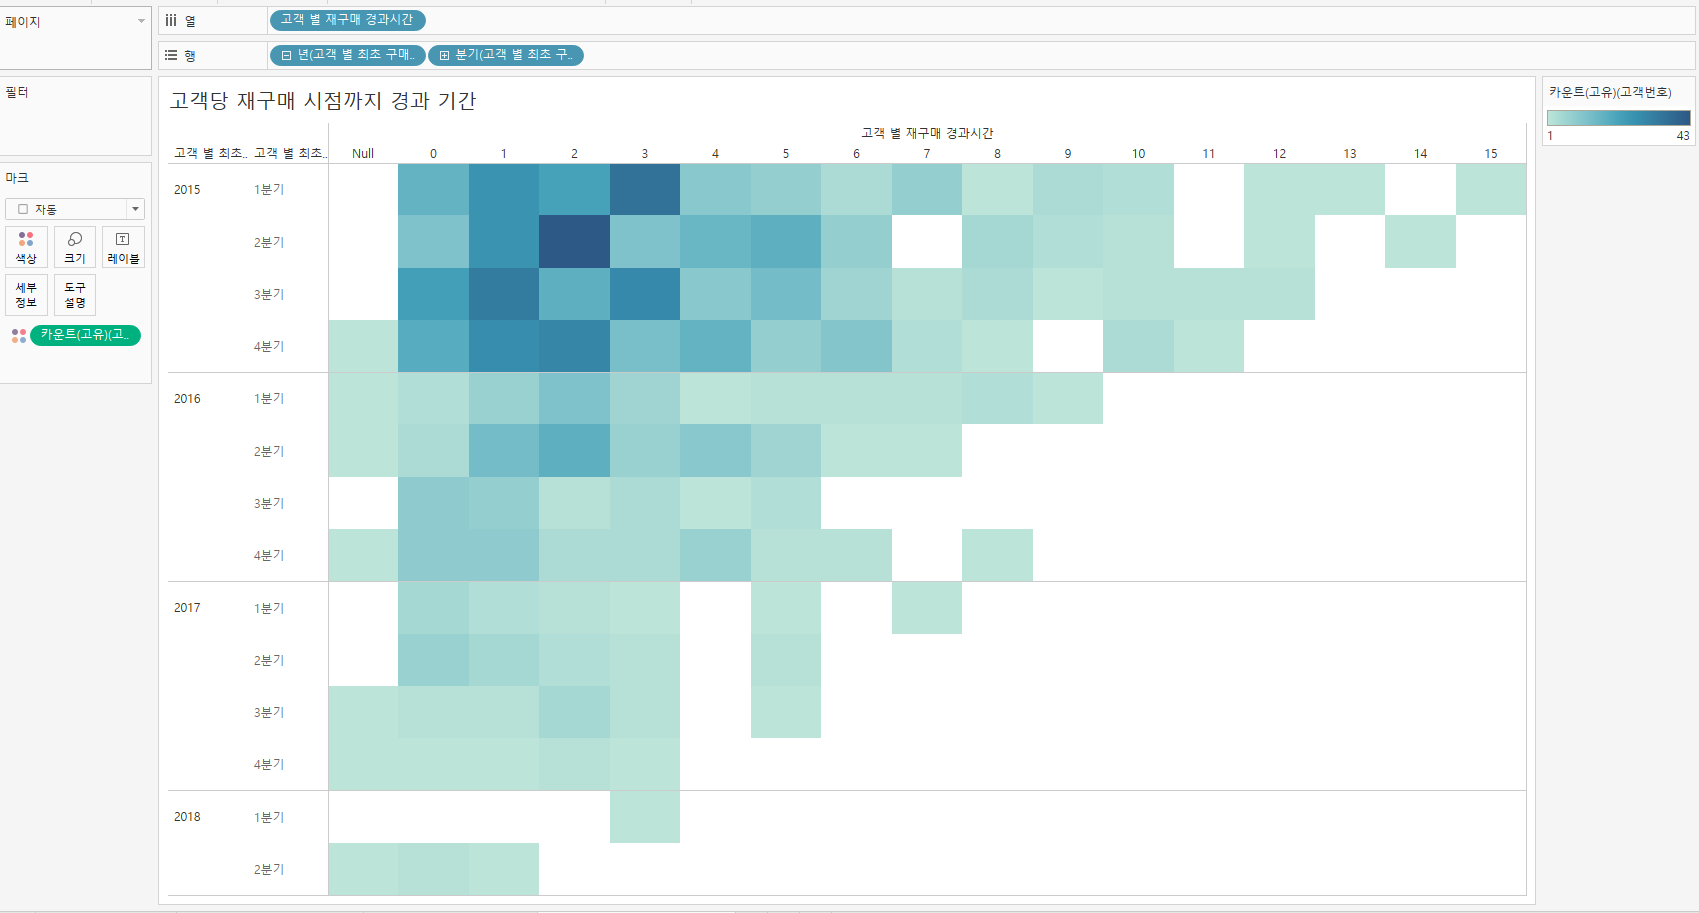 페이지
열
고객 별 재구매 경과시간
행
년(고객 별 최초 구매..
분기(고객 별 최초 구..
필터
마크
자동
색상
크기
레이블
세부
정보
도구
설명
카운트(고유)(고..
고객당 재구매 시점까지 경과 기간
고객 별 재구매 경과시간
고객 별 최초.. 고객 별 최초.. Null 0 1 2 3 4 5 6 7 8 9 10 11 12 13 14 15
2015 1분기
2분기
3분기
4분기
2016 1분기
2분기
3분기
4분기
2017 1분기
2분기
3분기
4분기
2018 1분기
2분기
카운트(고유)(고객번호)
1 43